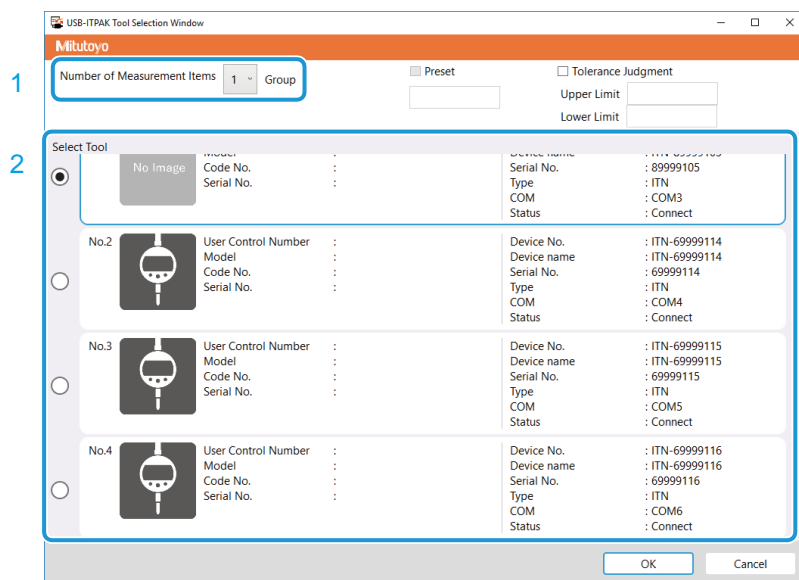 USB-ITPAK Tool Selection Window
Mitutoyo
1
Number of Measurement Items 1 Group
Preset
Tolerance Judgment
Upper Limit
Lower Limit
2
Select Tool
No Image
Model :
Code No. :
Serial No. :
Device name
Serial No. : 89999105
Type : ITN
COM : COM3
Status : Connect
No.2
User Control Number :
Model :
Code No. :
Serial No. :
Device No. : ITN-69999114
Device name : ITN-69999114
Serial No. : 69999114
Type : ITN
COM : COM4
Status : Connect
No.3
User Control Number :
Model :
Code No. :
Serial No. :
Device No. : ITN-69999115
Device name : ITN-69999115
Serial No. : 69999115
Type : ITN
COM : COM5
Status : Connect
No.4
User Control Number :
Model :
Code No. :
Serial No. :
Device No. : ITN-69999116
Device name : ITN-69999116
Serial No. : 69999116
Type : ITN
COM : COM6
Status : Connect
OK
Cancel